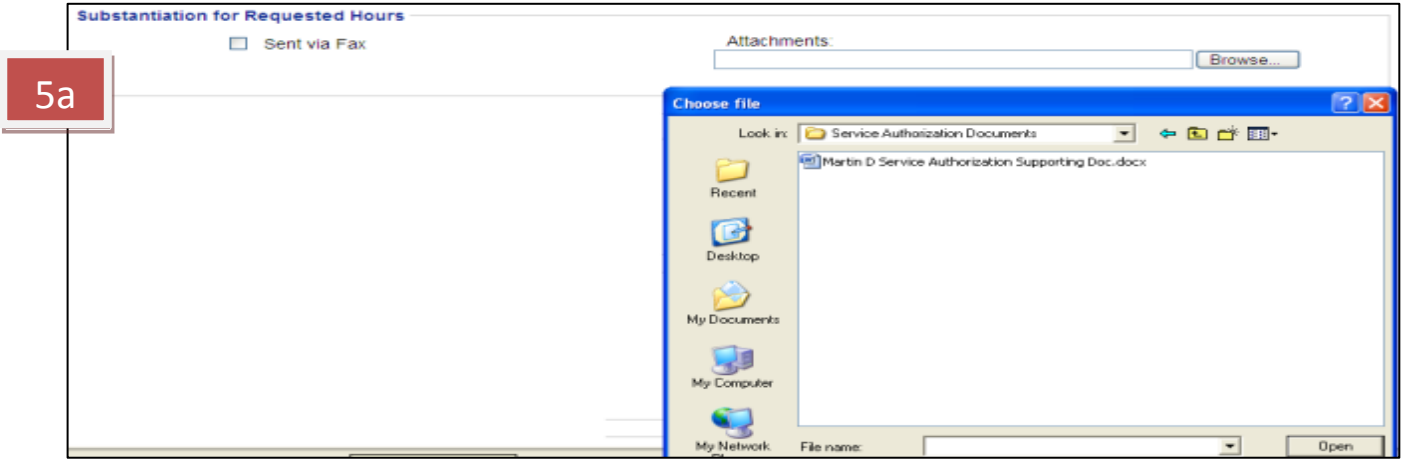 Substantiation for Requested Hours
Sent via Fax
Attachments:
Browse...
5a
Choose file
Look in:
Service Authorization Documents
Martin D Service Authorization Supporting Doc.docx
Recent
Desktop
My Documents
My Computer
My Network
File name:
Open